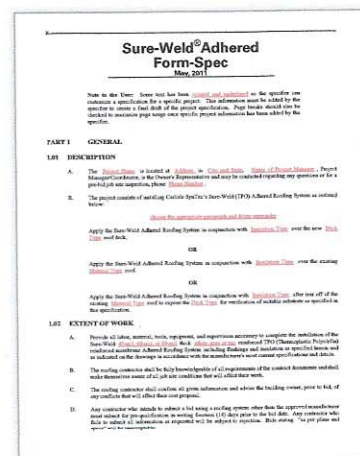 Sure-Weld® Adhered
Form-Spec
May, 2011
Note to the User: Some text has been colored and underlined so the specifier can
customize a specification for a specific project. This information must be added by the
specifier to create a final draft of the project specification. Page breaks should also be
checked to maximize page usage once specific project information has been added by the
specifier.
PART 1 GENERAL
1.01 DESCRIPTION
A. The Project Name is located at Address in City and State. Name of Project Manager, Project
Manager/Coordinator, is the Owner's Representative and may be contacted regarding any questions or for a
pre-bid job site inspection, phone Phone Number.
B. The project consists of installing Carlisle SynTec's Sure-Weld (TPO) Adhered Roofing System as outlined
below:
choose the appropriate paragraph and delete remainder
Apply the Sure-Weld Adhered Roofing System in conjunction with Insulation Type over the new Deck
Type roof deck.
OR
Apply the Sure-Weld Adhered Roofing System in conjunction with Insulation Type over the existing
Material Type roof.
OR
Apply the Sure-Weld Adhered Roofing System in conjunction with Insulation Type after tear off of the
existing Material Type roof to expose the Deck Type for verification of suitable substrate as specified in
this specification.
1.02 EXTENT OF WORK
A. Provide all labor, material, tools, equipment, and supervision necessary to complete the installation of the
Sure-Weld thick reinforced TPO (Thermoplastic Polyolefin)
reinforced membrane Adhered Roofing System including flashings and insulation as specified herein and
as indicated on the drawings in accordance with the manufacturer's most current specifications and details.
B. The roofing contractor shall be fully knowledgeable of all requirements of the contract documents and shall
make themselves aware of all job site conditions that will affect their work.
C. The roofing contractor shall confirm all given information and advise the building owner, prior to bid, of
any conflicts that will affect their cost proposal.
D. Any contractor who intends to submit a bid using a roofing system other than the approved manufacturer
must submit for pre-qualification in writing fourteen (14) days prior to the bid date. Any contractor who
fails to submit all information as requested will be subject to rejection. Bids stating "as per plans and